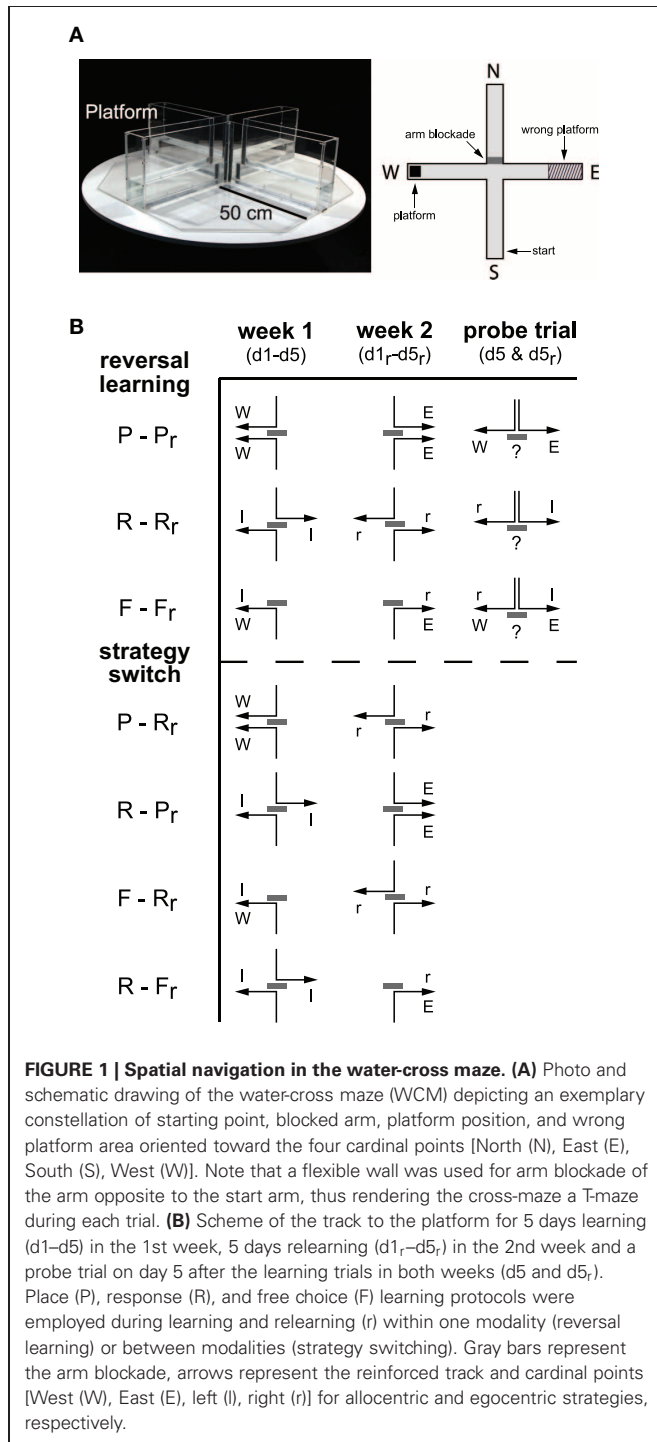 A
Platform
50 cm
N
arm blockade
wrong platform
W
E
platform
start
S
B
week 1
week 2
probe trial
(d1-d5)
(d1r-d5r)
(d5 & d5r)
reversal
learning
P - Pr
W
W
E
E
W
?
E
R - Rr
l
l
r
r
r
l
?
F - Fr
l
W
r
E
r
l
W
?
E
strategy
switch
P - Rr
W
W
r
r
R - Pr
l
l
E
E
F - Rr
l
W
r
r
R - Fr
l
l
r
E
FIGURE 1 | Spatial navigation in the water-cross maze. (A) Photo and
schematic drawing of the water-cross maze (WCM) depicting an exemplary
constellation of starting point, blocked arm, platform position, and wrong
platform area oriented toward the four cardinal points [North (N), East (E),
South (S), West (W)]. Note that a flexible wall was used for arm blockade of
the arm opposite to the start arm, thus rendering the cross-maze a T-maze
during each trial. (B) Scheme of the track to the platform for 5 days learning
(d1–d5) in the 1st week, 5 days relearning (d1r–d5r) in the 2nd week and a
probe trial on day 5 after the learning trials in both weeks (d5 and d5r).
Place (P), response (R), and free choice (F) learning protocols were
employed during learning and relearning (r) within one modality (reversal
learning) or between modalities (strategy switching). Gray bars represent
the arm blockade, arrows represent the reinforced track and cardinal points
[West (W), East (E), left (l), right (r)] for allocentric and egocentric strategies,
respectively.